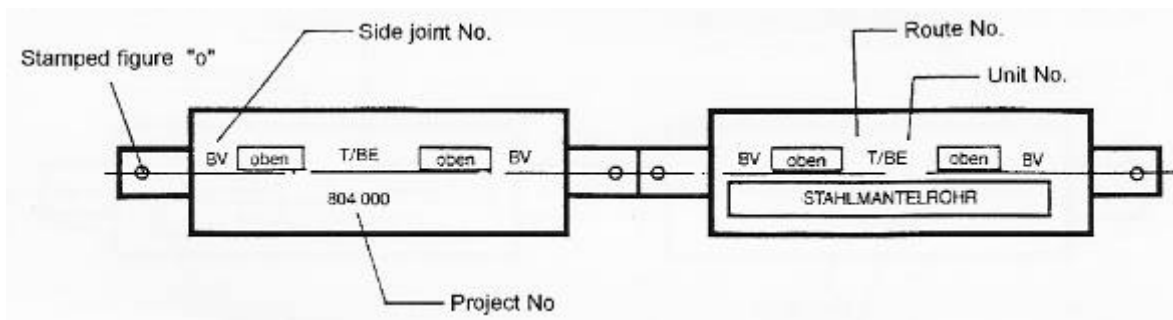 Side joint No.
Stamped figure "o"
Route No.
Unit No.
BV oben T/BE oben BV
804 000
BV oben T/BE oben BV
STAHLMANTELROHR
Project No